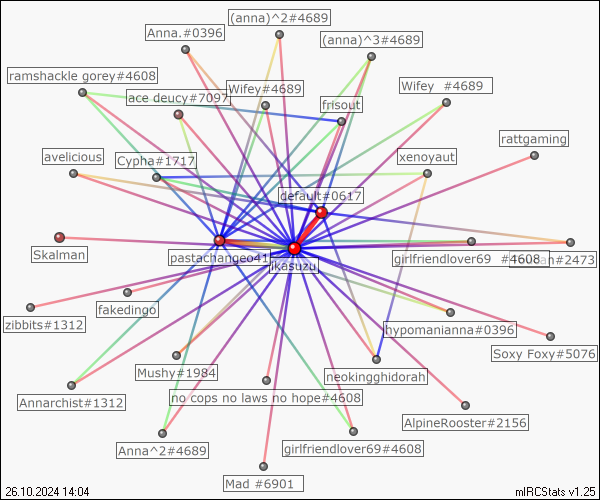 (anna)^2#4689
Anna.#0396
(anna)^3#4689
ramshackle gorey#4608
Wifey#4689
Wifey #4689
ace deucy#7097
frisout
rattgaming
avelicious
Cypha#1717
xenoyaut
default#0617
Skalman
pastachangeo41
girlfriendlover69 #4608
#2473
ikasuzu
fakedingo
zibbits#1312
hypomanianna#0396
Soxy Foxy#5076
Mushy#1984
neokingghidorah
no cops no laws no hope#4608
Annarchist#1312
AlpineRooster#2156
Anna^2#4689
girlfriendlover69#4608
Mad #6901
26.10.2024 14:04
mIRCStats v1.25